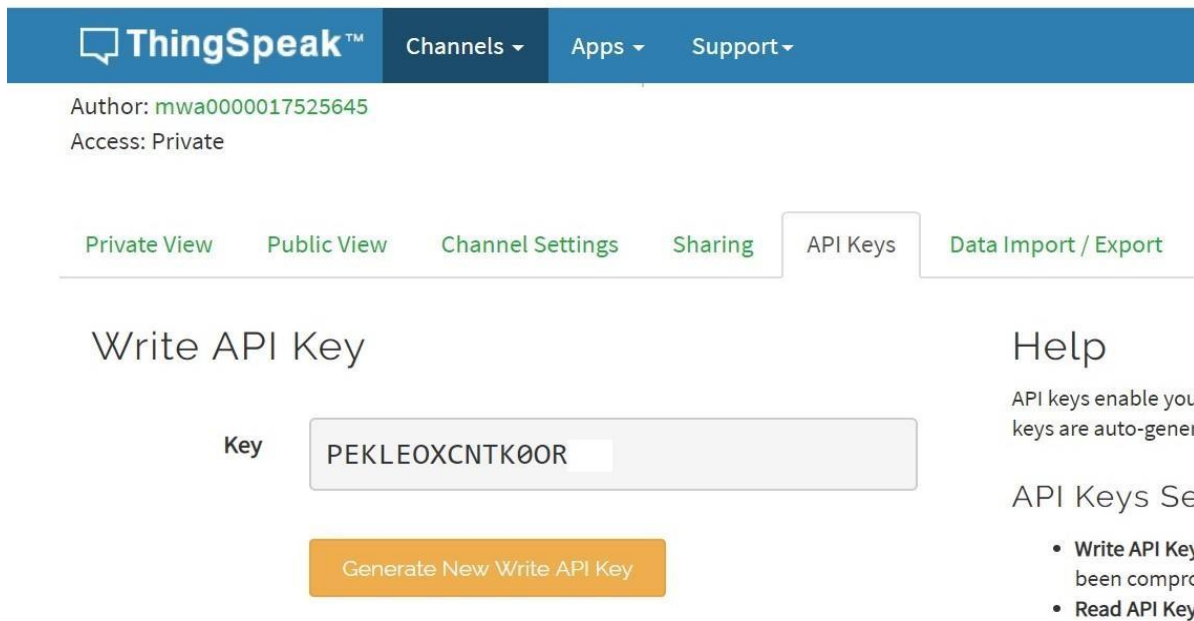 ThingSpeak™ Channels Apps Support
Author: mwa0000017525645
Access: Private
Private View Public View Channel Settings Sharing API Keys Data Import / Export
Write API Key
Key PEKLEOXCNTK0OR
Generate New Write API Key
Help
API keys enable you
keys are auto-gener
API Keys Se
Write API Key
been compro
Read API Key